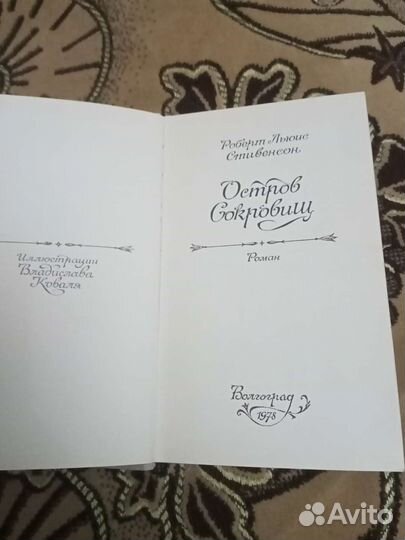 Иллюстрации
Владислава
Коваля
Роберт Льюис
Стивенсон
Остров
Сокровищ
Роман
Волгоград
1978
Avito